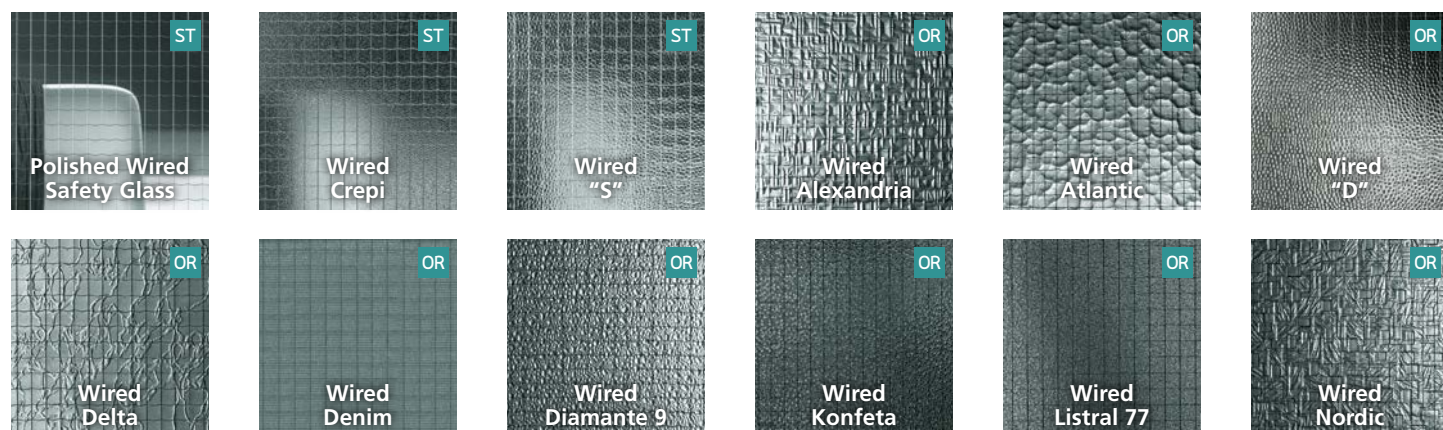 ST
Polished Wired
Safety Glass
ST
Wired
Crepi
ST
Wired
“S”
OR
Wired
Alexandria
OR
Wired
Atlantic
OR
Wired
“D”
OR
Wired
Delta
OR
Wired
Denim
OR
Wired
Diamante 9
OR
Wired
Konfeta
OR
Wired
Listral 77
OR
Wired
Nordic